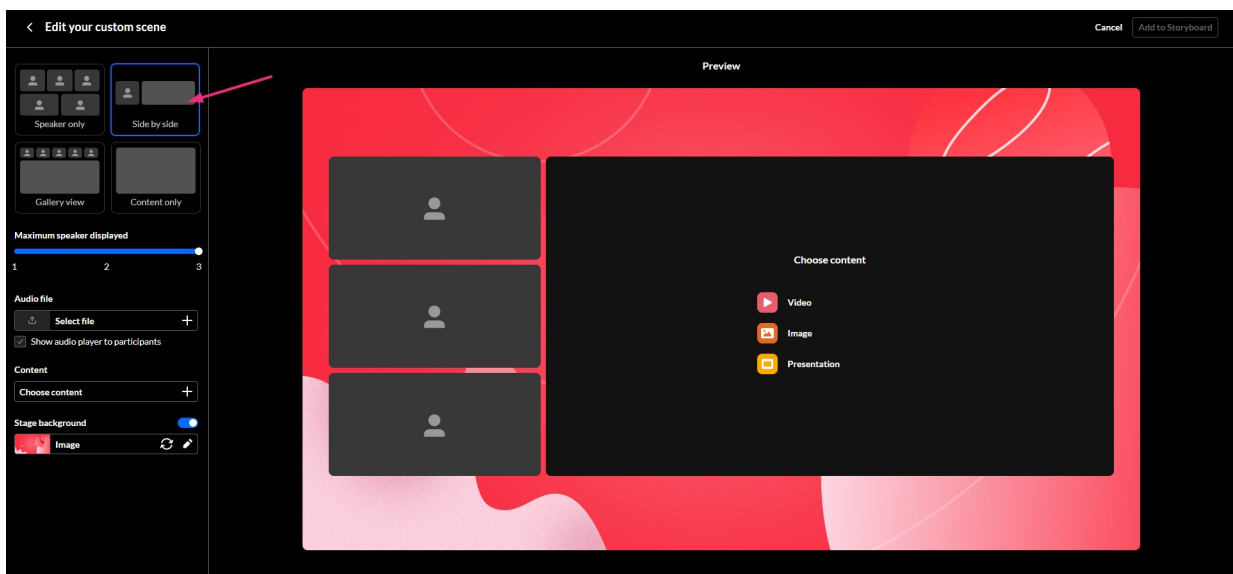 Edit your custom scene
Cancel
Add to Storyboard
Speaker only
Side by side
Gallery view
Content only
Maximum speaker displayed
1 2 3
Audio file
Select file
Show audio player to participants
Content
Choose content
Stage background
Image
Preview
Choose content
Video
Image
Presentation